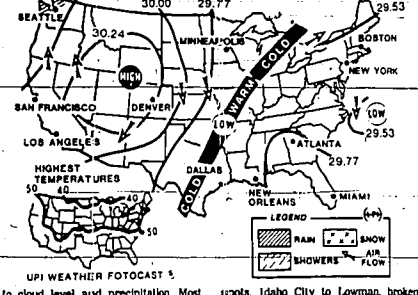 30.00 29.77 29.53
SEATTLE
30.24
MINNEAPOLIS
COLD
BOSTON
NEW YORK
HIGH
WARM
SAN FRANCISCO
DENVER
LOW
LOW
29.53
LOS ANGELES
ATLANTA
29.77
HIGHEST
TEMPERATURES
DALLAS
COLD
50 40 40
50
NEW
ORLEANS
MIAMI
LEGEND
RAIN SNOW
SHOWERS AIR
FLOW
UPI WEATHER FOTOCAST
to cloud level and precipitation Most
spots, Idaho City to Lowman, broken